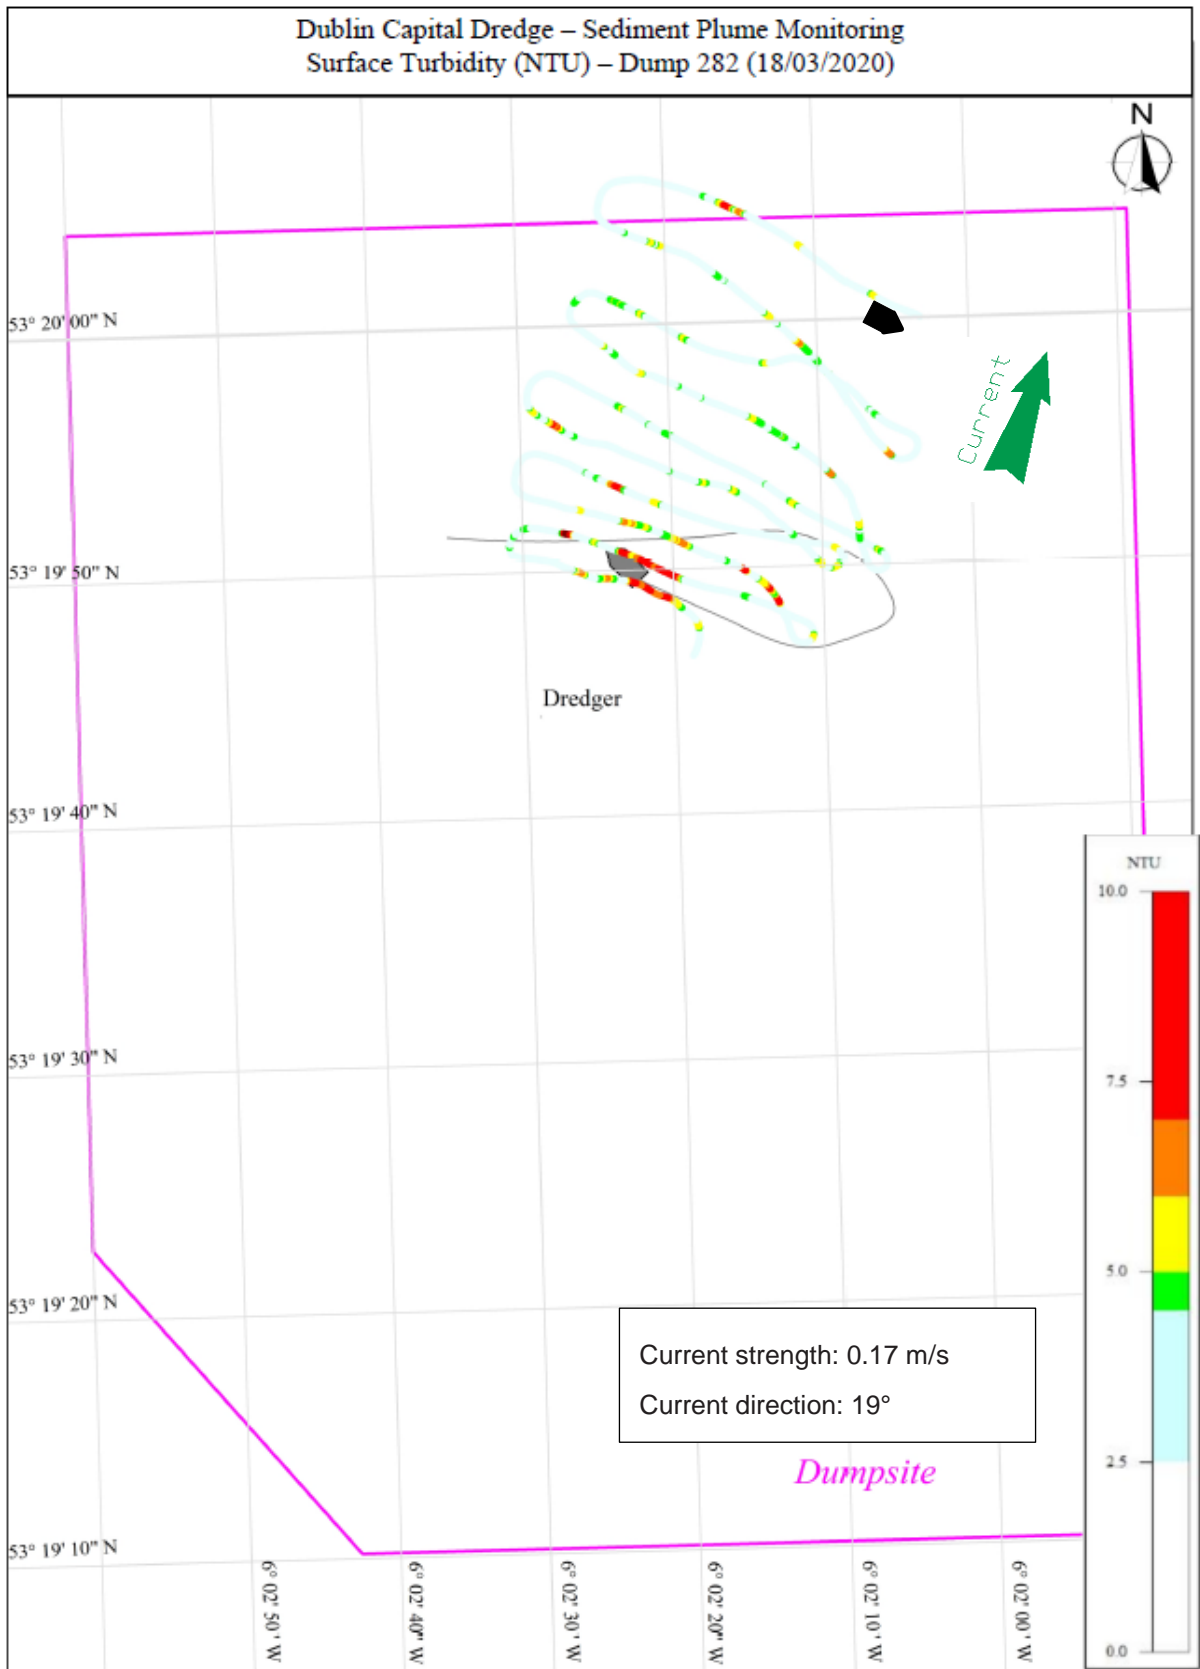 Dublin Capital Dredge – Sediment Plume Monitoring
Surface Turbidity (NTU) – Dump 282 (18/03/2020)
N
53° 20' 00" N
Current
53° 19' 50" N
Dredger
53° 19' 40" N
NTU
10.0
53° 19' 30" N
7.5
5.0
53° 19' 20" N
Current strength: 0.17 m/s
Current direction: 19°
2.5
Dumpsite
53° 19' 10" N
6° 02' 50" W
6° 02' 40" W
6° 02' 30" W
6° 02' 20" W
6° 02' 10" W
6° 02' 00" W
0.0